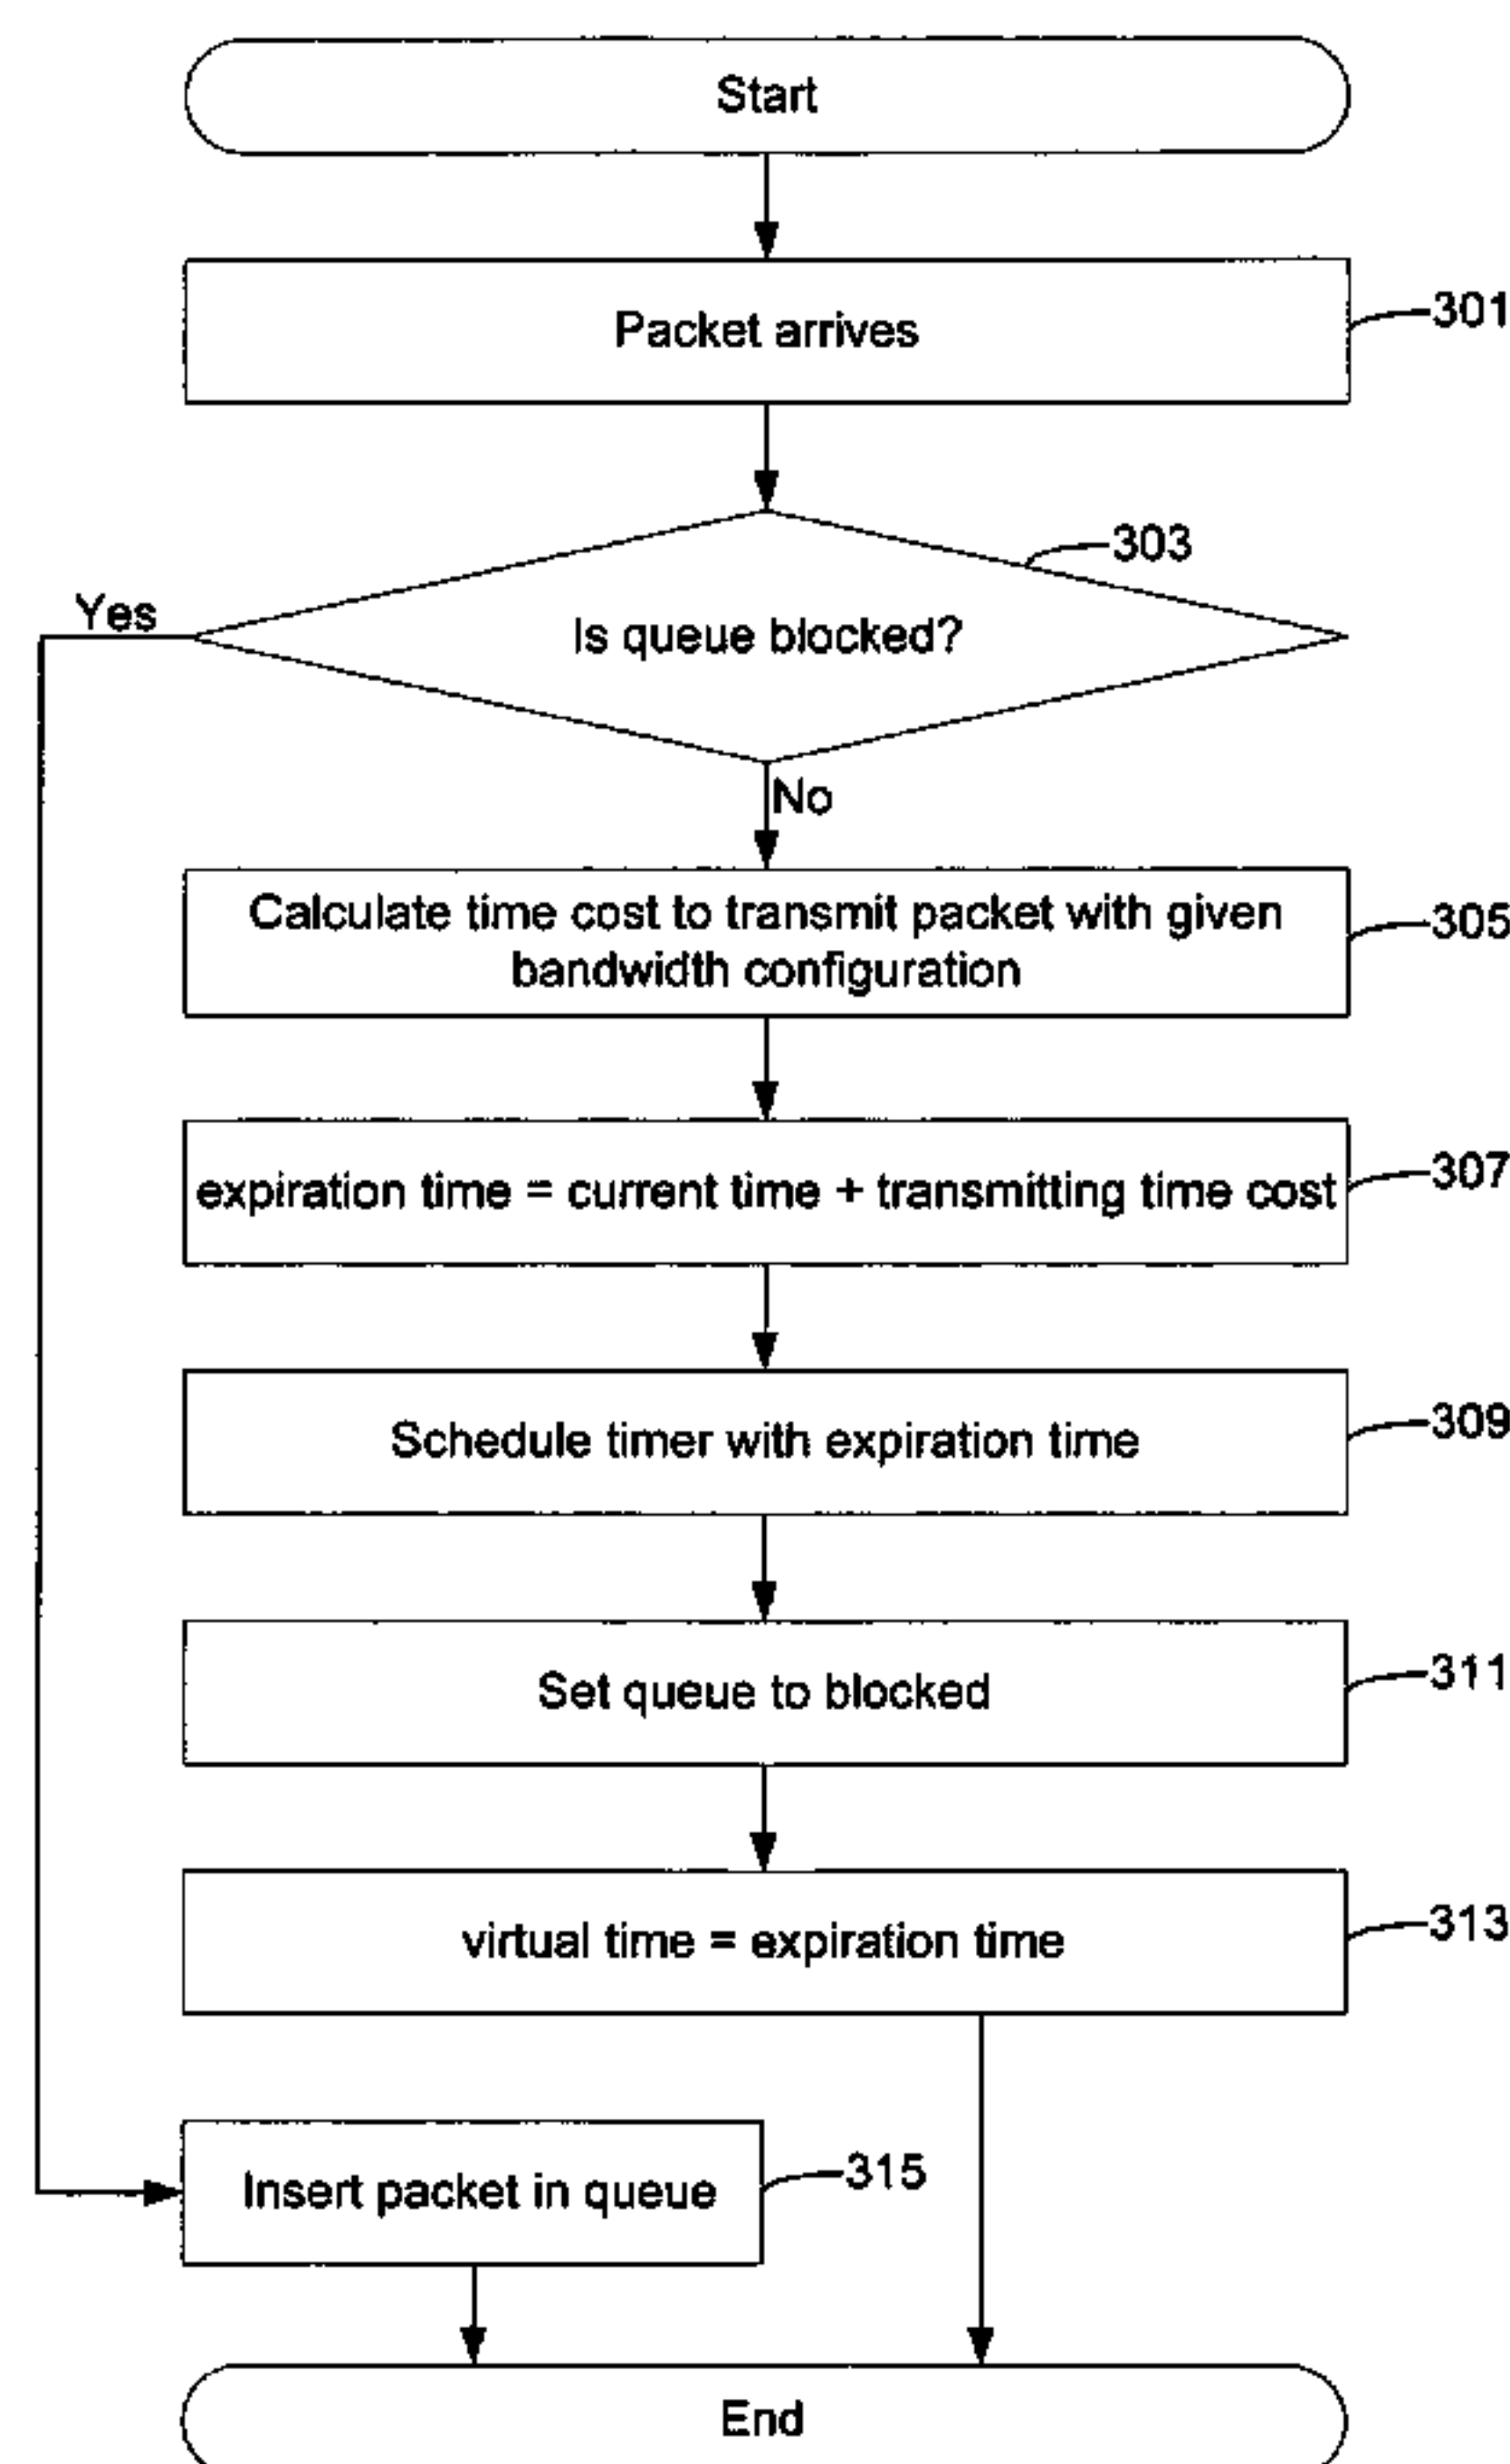 Start
Packet arrives
301
303
Is queue blocked?
Yes
No
Calculate time cost to transmit packet with given
bandwidth configuration
305
expiration time = current time + transmitting time cost
307
Schedule timer with expiration time
309
Set queue to blocked
311
virtual time = expiration time
313
Insert packet in queue
315
End